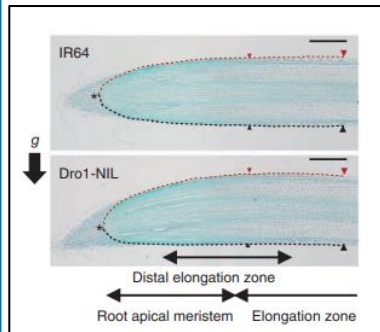 IR64
*
g
Dro1-NIL
*
Distal elongation zone
Root apical meristem
Elongation zone